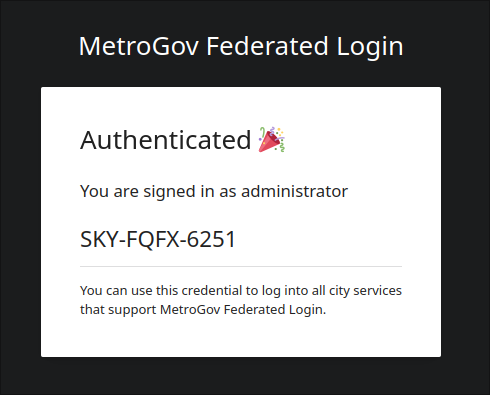 MetroGov Federated Login
Authenticated 🎉
You are signed in as administrator
SKY-FQFX-6251
You can use this credential to log into all city services
that support MetroGov Federated Login.